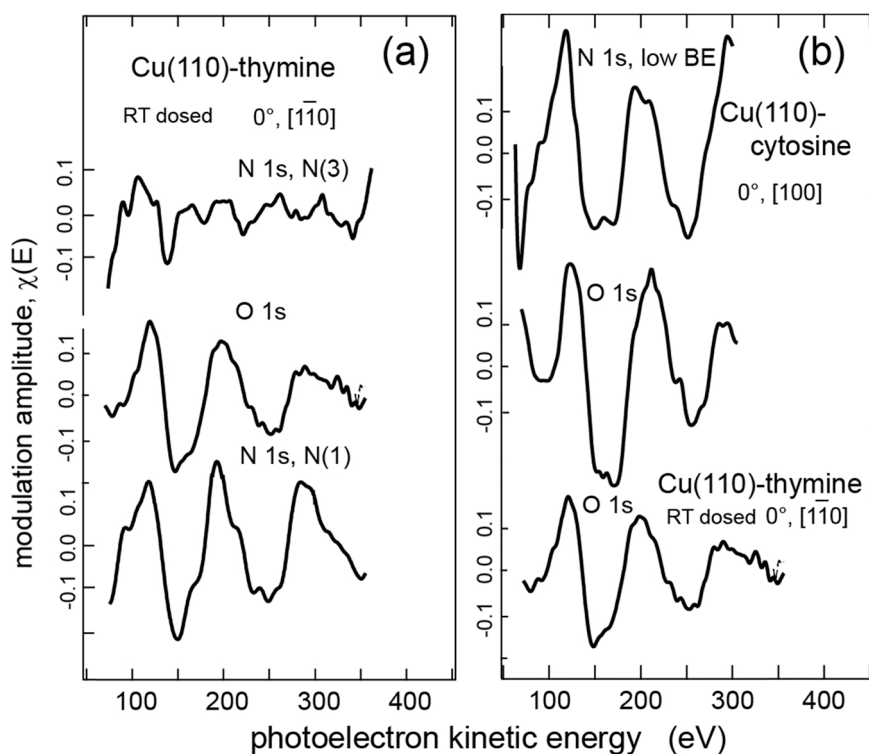 (a)
Cu(110)-thymine
RT dosed 0°, [11̅0]
N 1s, N(3)
0.1
0.0
-0.1
O 1s
0.1
0.0
-0.1
N 1s, N(1)
0.1
0.0
-0.1
modulation amplitude, χ(E)
100 200 300 400
(b)
N 1s, low BE
Cu(110)-
cytosine
0°, [100]
0.1
0.0
-0.1
O 1s
0.1
0.0
-0.1
Cu(110)-thymine
O 1s
RT dosed 0°, [11̅0]
0.1
0.0
-0.1
100 200 300 400
photoelectron kinetic energy (eV)